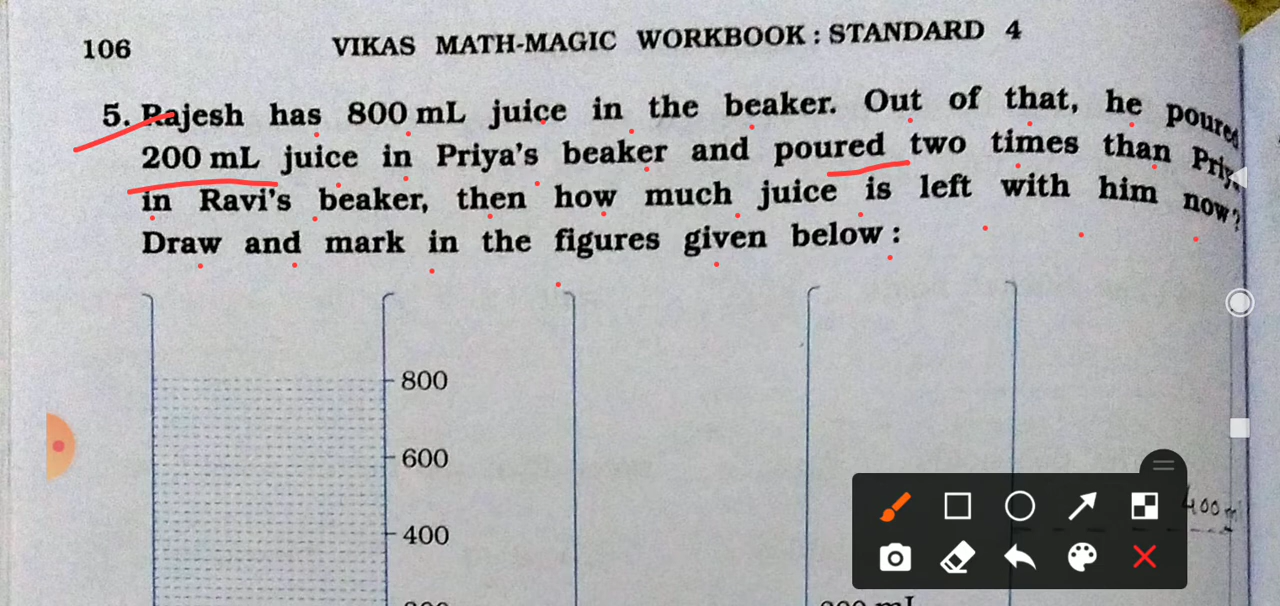 106 VIKAS MATH-MAGIC WORKBOOK : STANDARD 4
5. Rajesh has 800 mL juice in the beaker. Out of that, he poured
200 mL juice in Priya's beaker and poured two times than
in Ravi's beaker, then how much juice is left with him now?
Draw and mark in the figures given below :
800
600
400 400